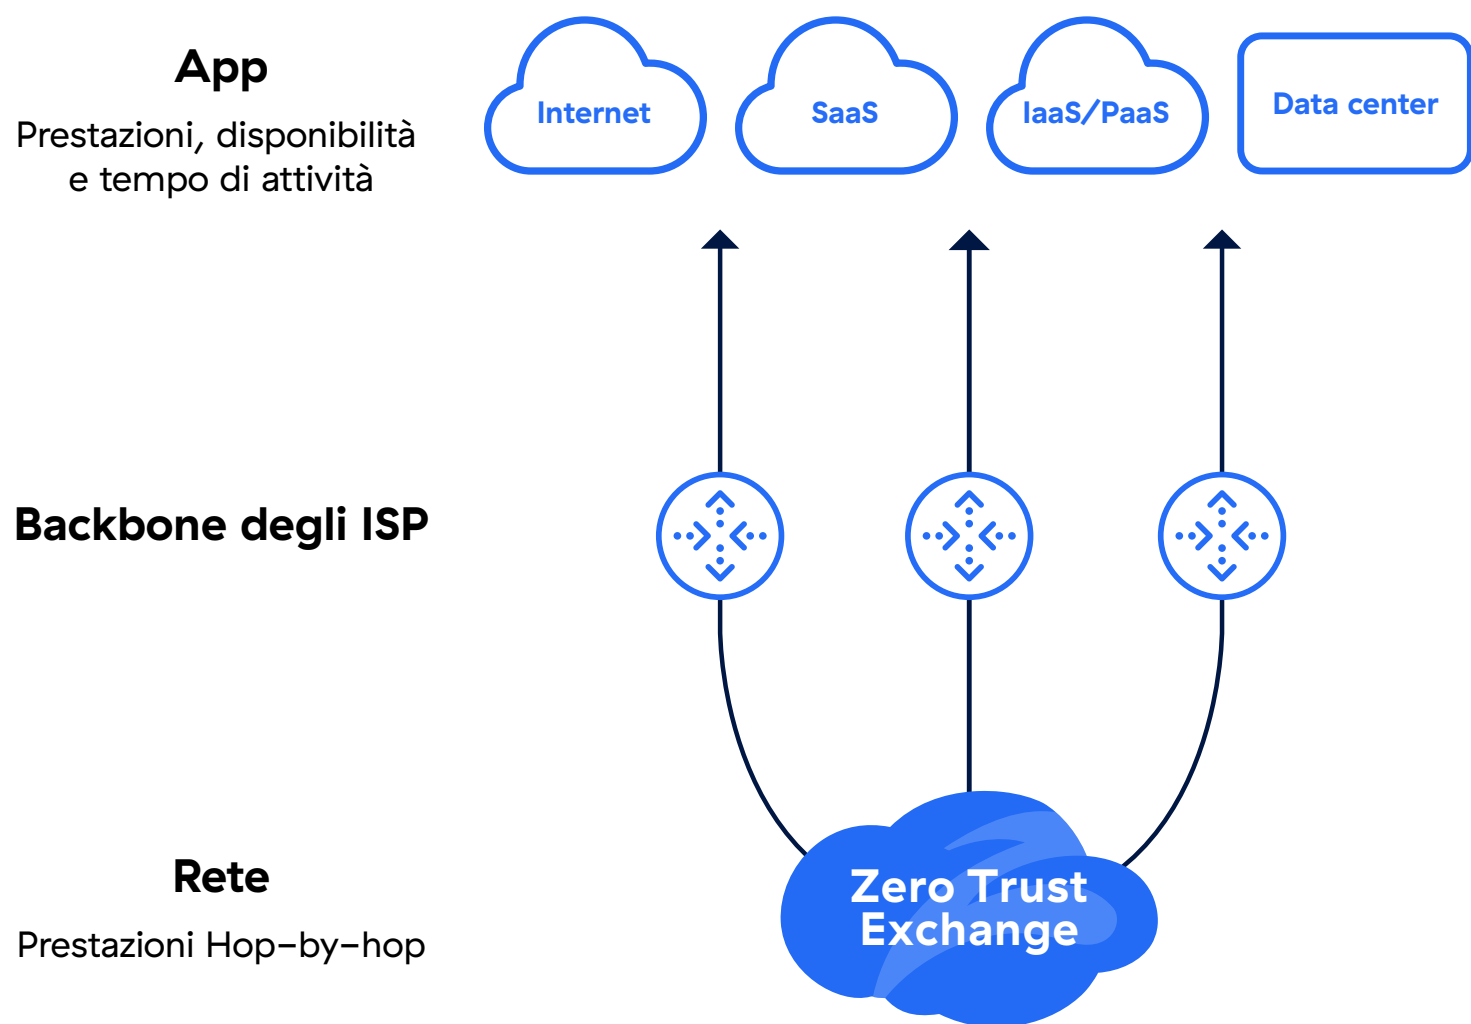 App
Prestazioni, disponibilità
e tempo di attività
Internet
SaaS
IaaS/PaaS
Data center
Backbone degli ISP
Rete
Prestazioni Hop-by-hop
Zero Trust
Exchange